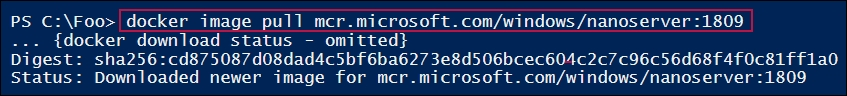 PS C:\Foo> docker image pull mcr.microsoft.com/windows/nanoserver:1809
... {docker download status - omitted}
Digest: sha256:cd875087d08dad4c5bf6ba6273e8d506bcec604c2c7c96c56d68f4f0c81ff1a0
Status: Downloaded newer image for mcr.microsoft.com/windows/nanoserver:1809